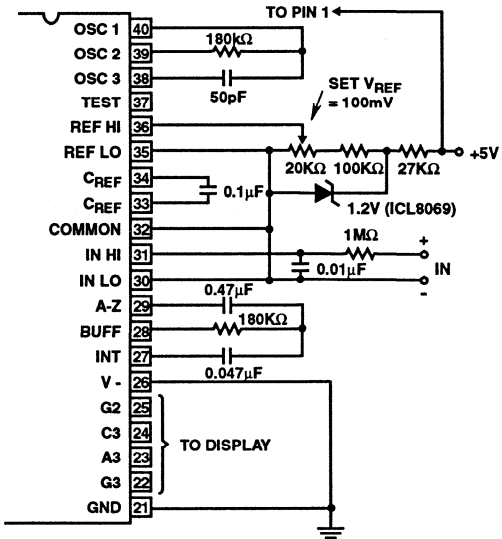 TO PIN 1
OSC 1 40
180kΩ
OSC 2 39
OSC 3 38
50pF
TEST 37
SET VREF
= 100mV
REF HI 36
REF LO 35
+5V
20KΩ 100KΩ 27KΩ
CREF 34
0.1µF
1.2V (ICL8069)
CREF 33
COMMON 32
1MΩ
+
IN HI 31
0.01µF IN
IN LO 30
-
0.47µF
A-Z 29
BUFF 28 180KΩ
INT 27
0.047µF
V - 26
G2 25
C3 24
TO DISPLAY
A3 23
G3 22
GND 21